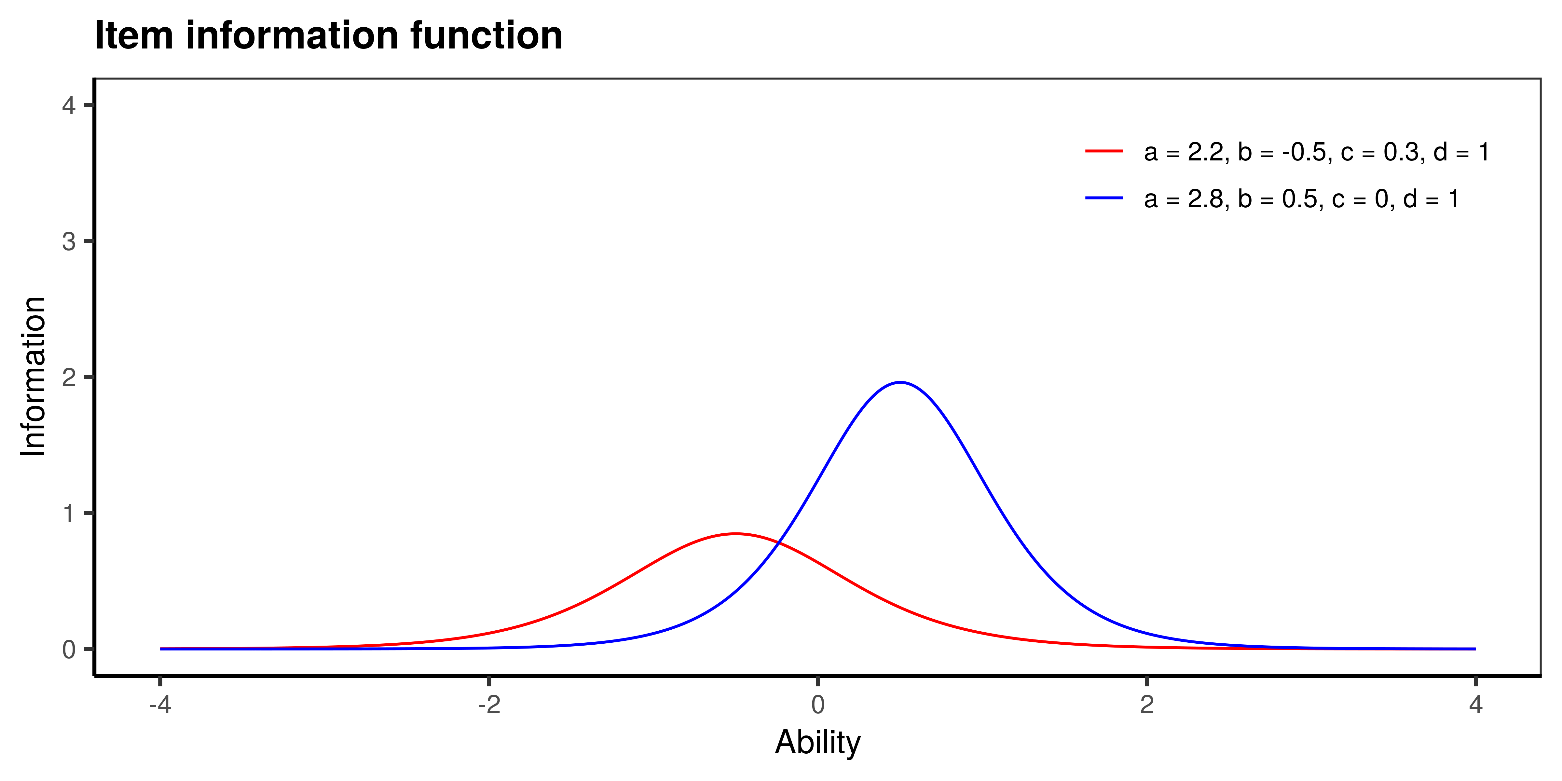 Item information function
4
3
2
1
0
Information
a = 2.2, b = -0.5, c = 0.3, d = 1
a = 2.8, b = 0.5, c = 0, d = 1
-4
-2
0
2
4
Ability